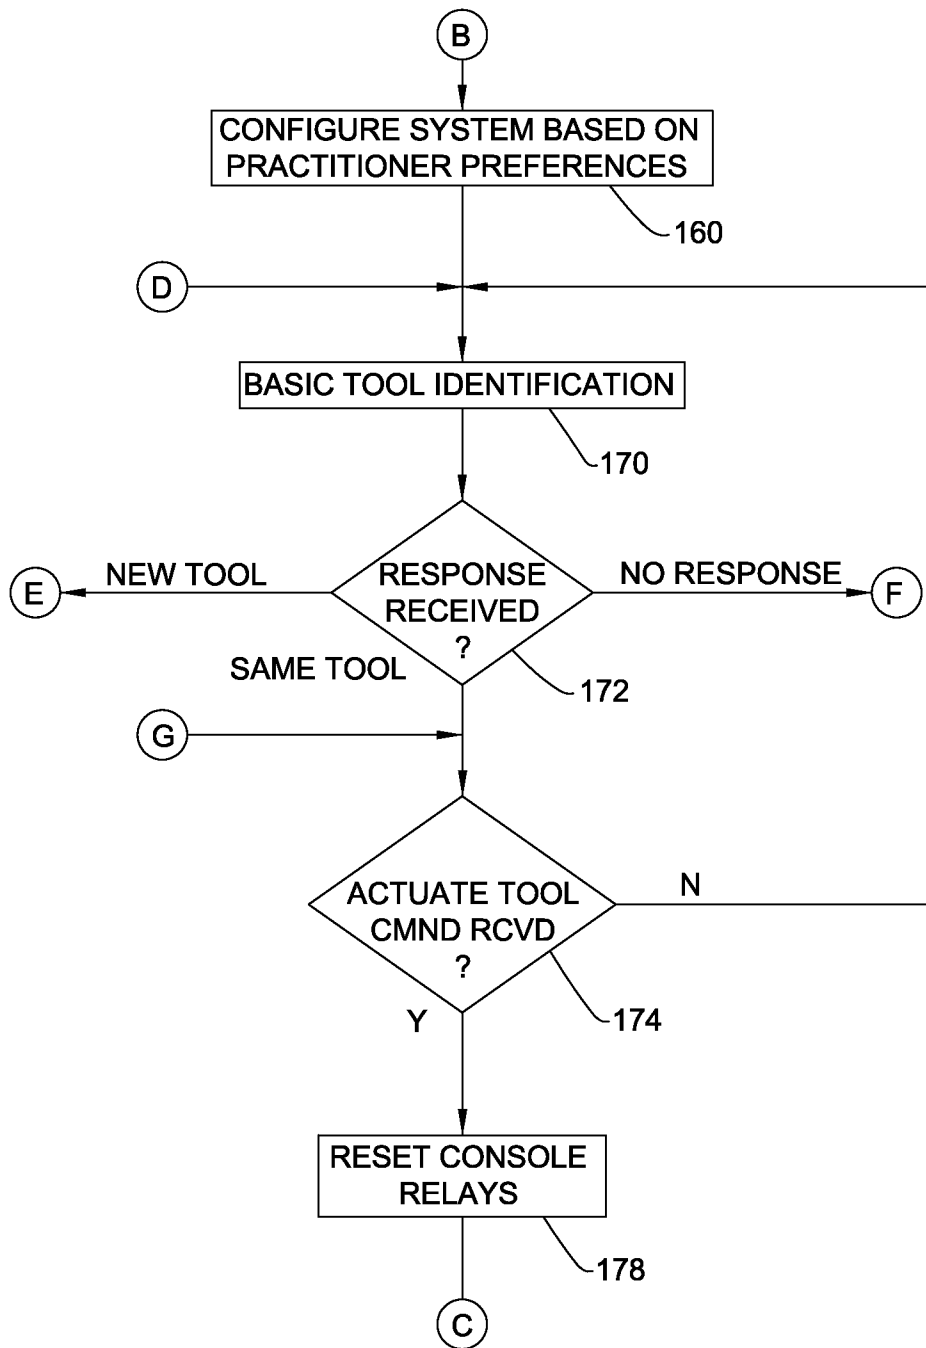 B
CONFIGURE SYSTEM BASED ON
PRACTITIONER PREFERENCES
160
D
BASIC TOOL IDENTIFICATION
170
E
NEW TOOL
RESPONSE
RECEIVED
?
NO RESPONSE
F
SAME TOOL
172
G
ACTUATE TOOL
CMND RCVD
?
N
Y
174
RESET CONSOLE
RELAYS
178
C